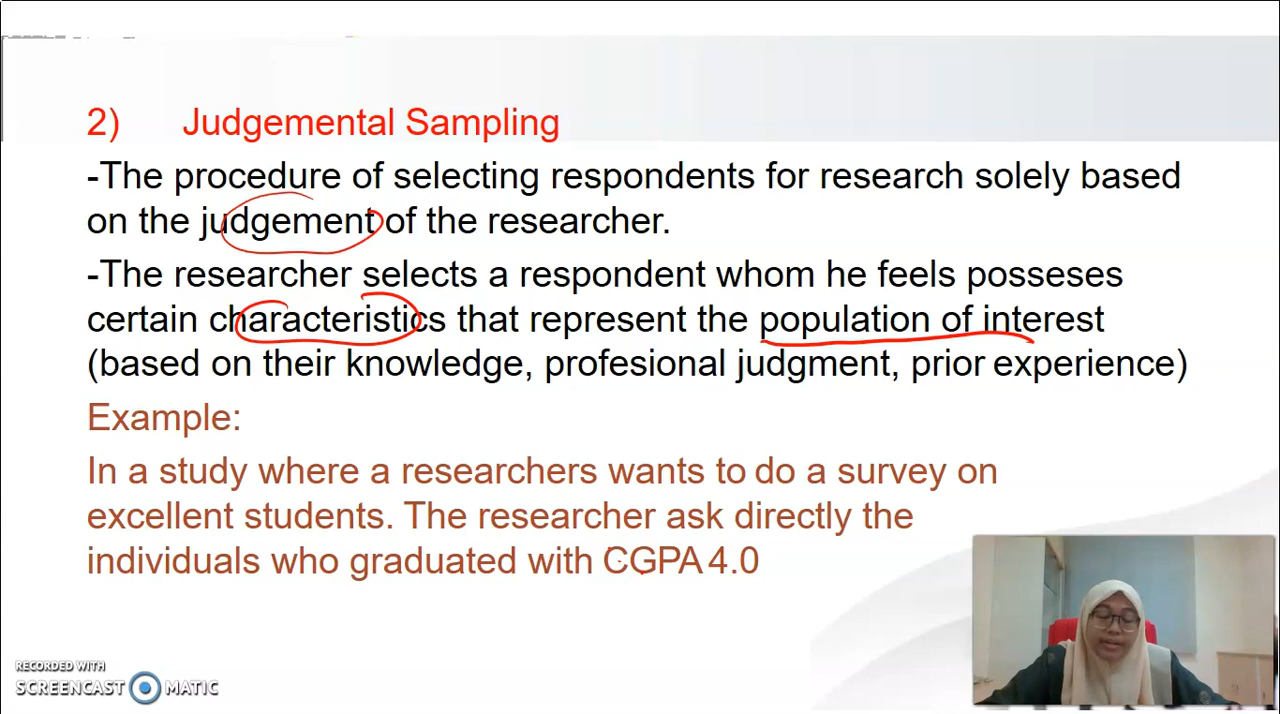 2) Judgemental Sampling
-The procedure of selecting respondents for research solely based
on the judgement of the researcher.
-The researcher selects a respondent whom he feels posseses
certain characteristics that represent the population of interest
(based on their knowledge, profesional judgment, prior experience)
Example:
In a study where a researchers wants to do a survey on
excellent students. The researcher ask directly the
individuals who graduated with CGPA 4.0
RECORDED WITH
SCREENCAST MATIC